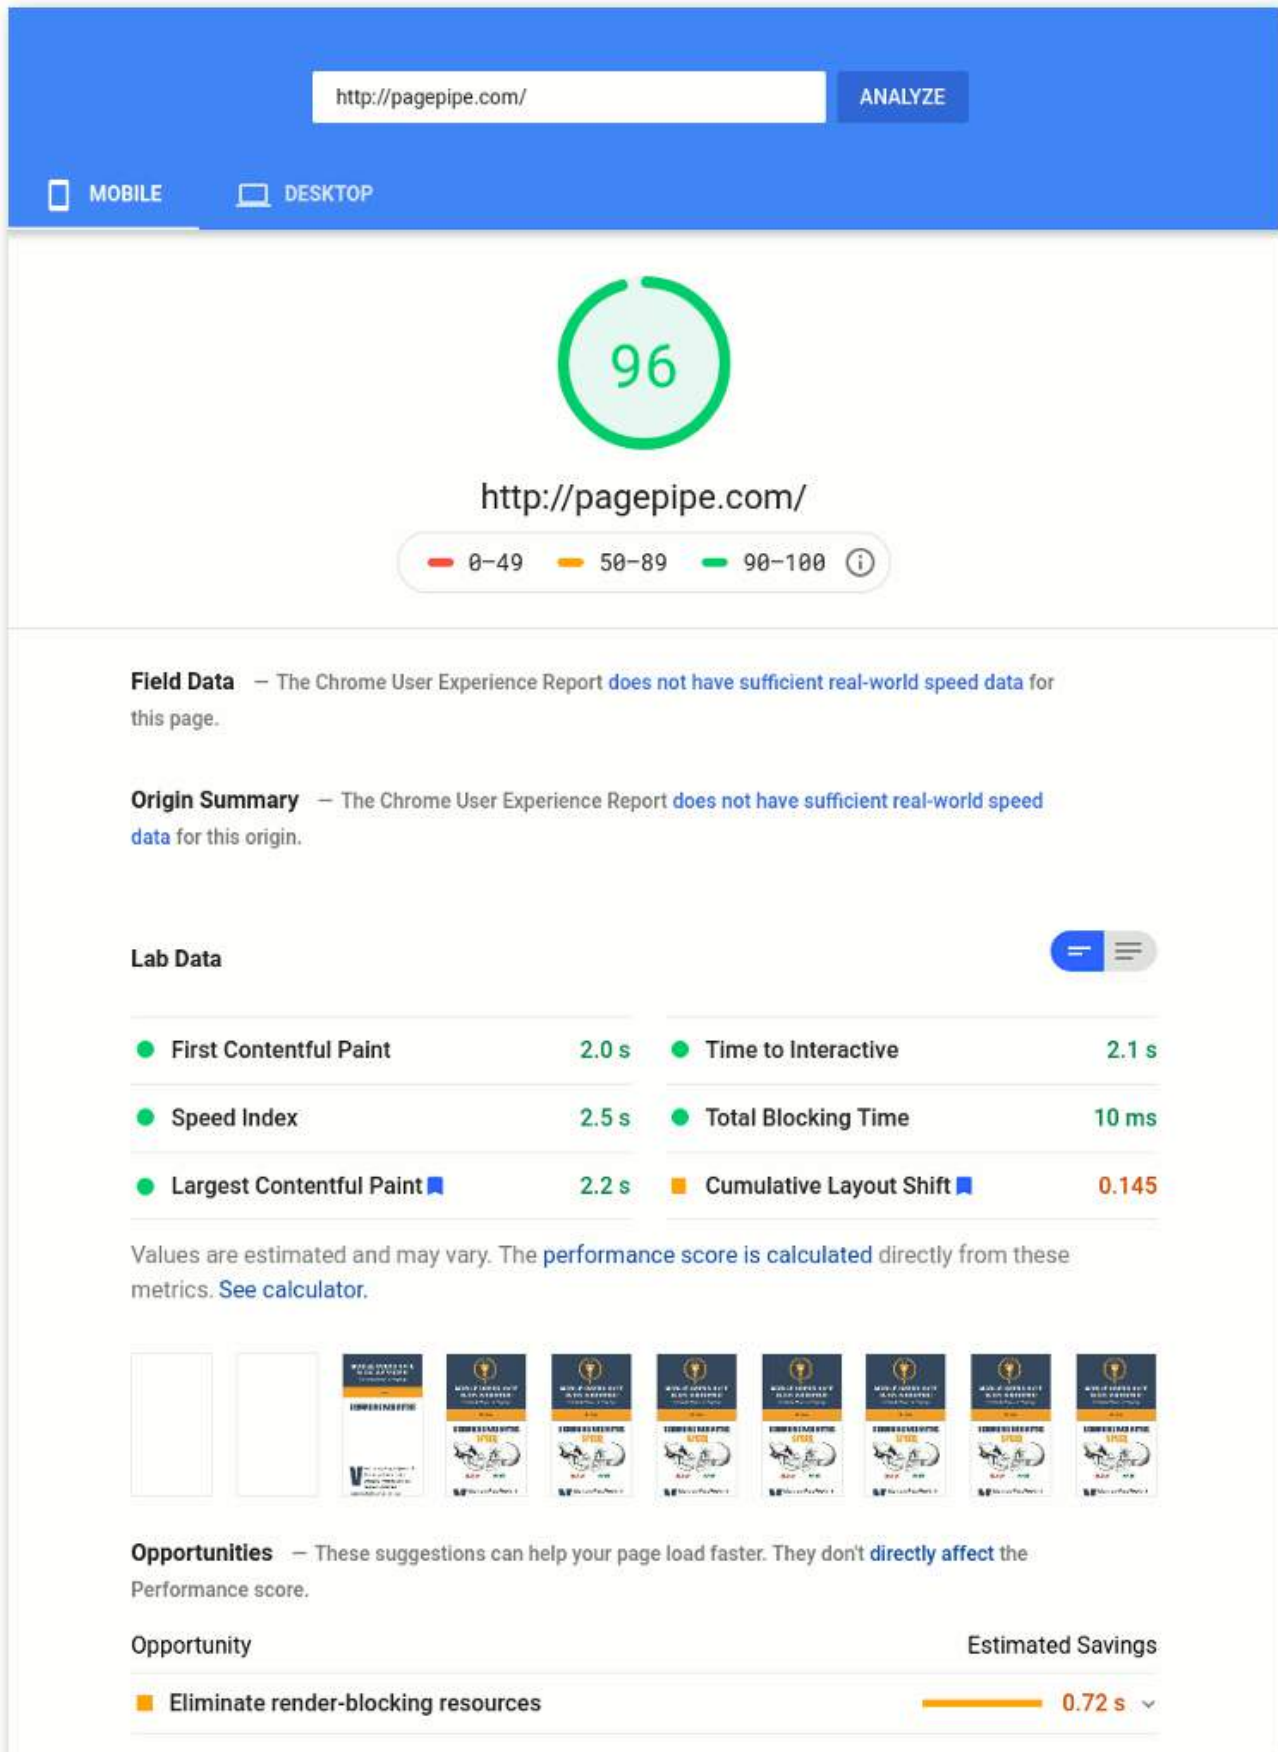 http://pagepipe.com/
ANALYZE
MOBILE
DESKTOP
96
http://pagepipe.com/
0–49 50–89 90–100
Field Data — The Chrome User Experience Report does not have sufficient real-world speed data for
this page.
Origin Summary — The Chrome User Experience Report does not have sufficient real-world speed
data for this origin.
Lab Data
First Contentful Paint 2.0 s
Time to Interactive 2.1 s
Speed Index 2.5 s
Total Blocking Time 10 ms
Largest Contentful Paint 2.2 s
Cumulative Layout Shift 0.145
Values are estimated and may vary. The performance score is calculated directly from these
metrics. See calculator.
Opportunities — These suggestions can help your page load faster. They don't directly affect the
Performance score.
Opportunity Estimated Savings
Eliminate render-blocking resources 0.72 s